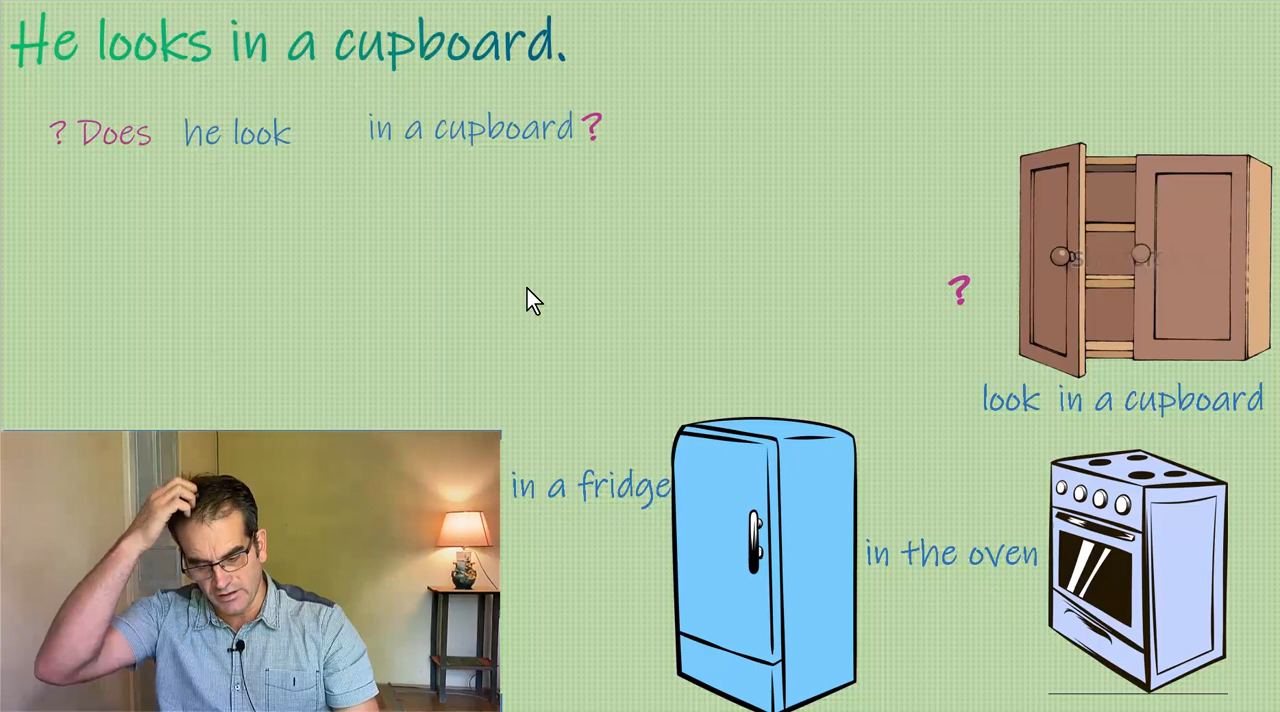 He looks in a cupboard.
? Does he look in a cupboard ?
?
look in a cupboard
in a fridge
in the oven